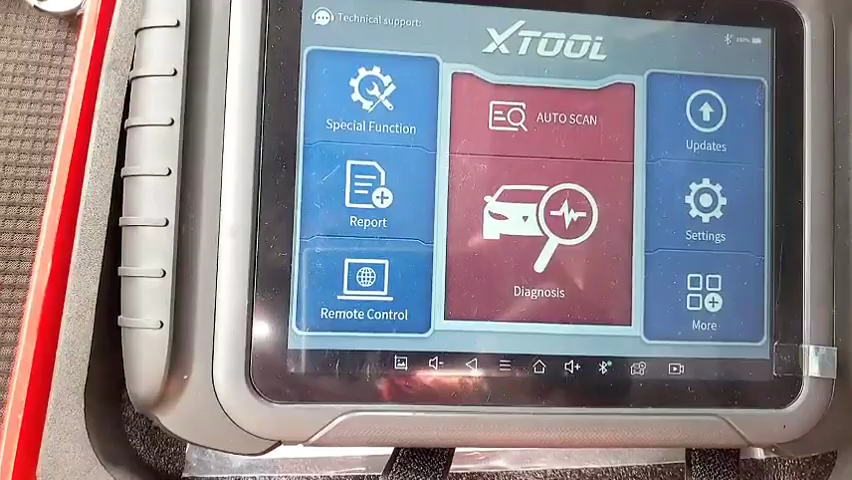 Technical support:
XTOOL
Special Function
AUTO SCAN
Updates
Report
Settings
Diagnosis
Remote Control
More